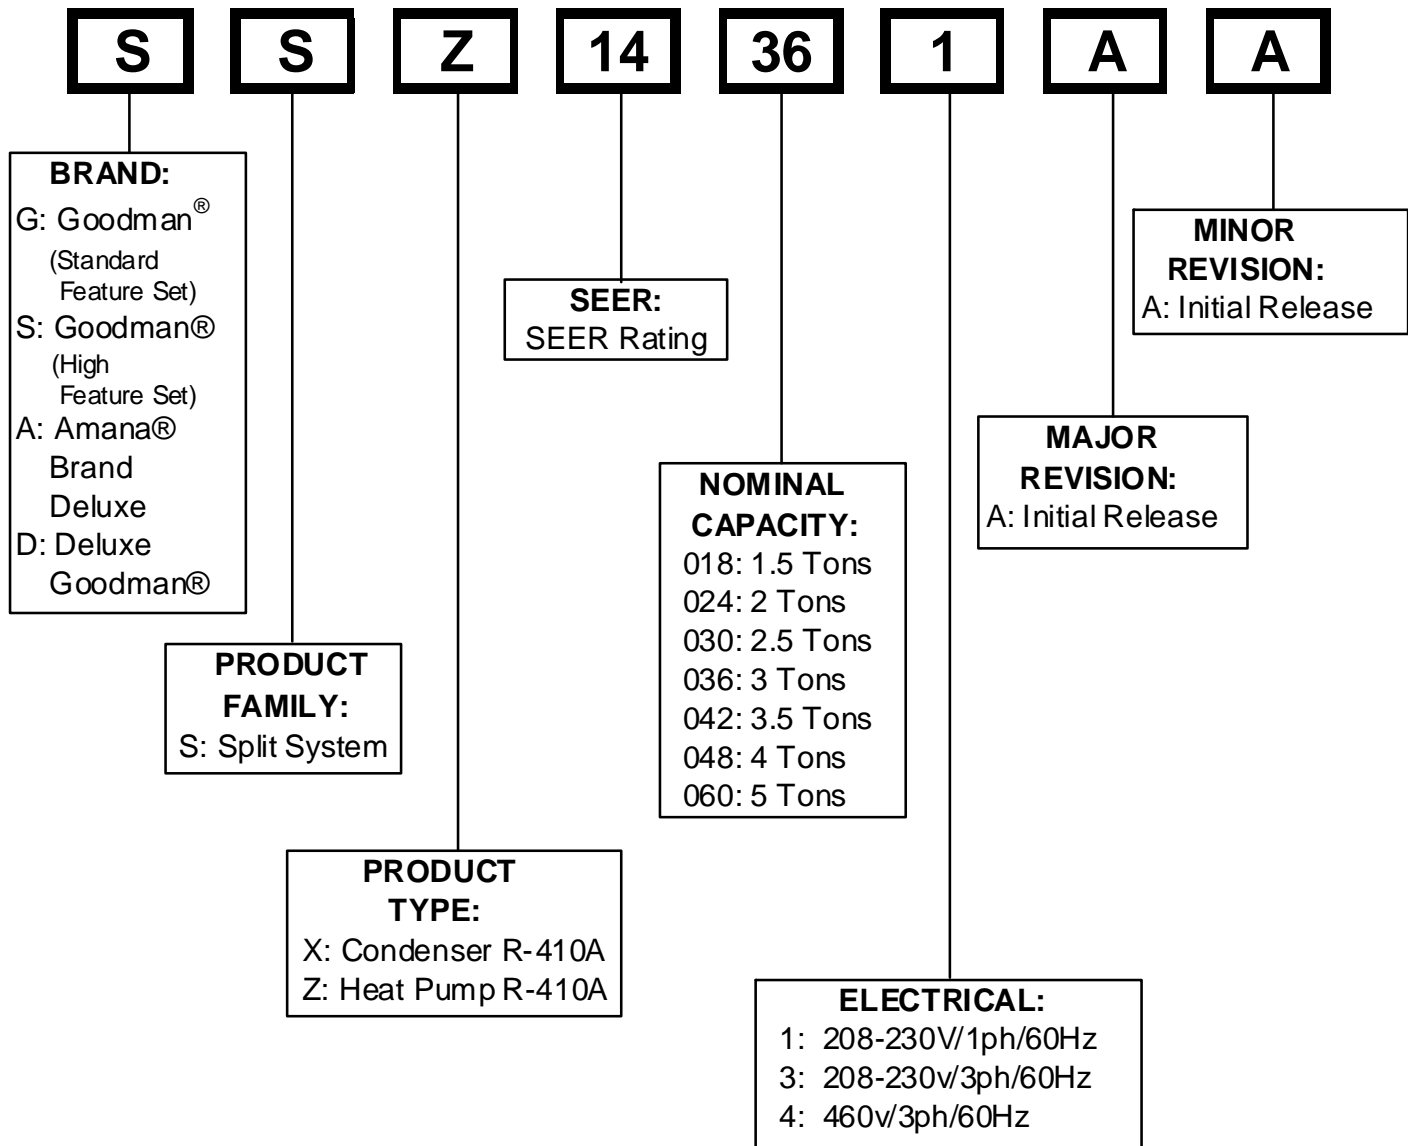 S S Z 14 36 1 A A
BRAND:
G: Goodman®
(Standard
Feature Set)
S: Goodman®
(High
Feature Set)
A: Amana®
Brand
Deluxe
D: Deluxe
Goodman®
PRODUCT
FAMILY:
S: Split System
PRODUCT
TYPE:
X: Condenser R-410A
Z: Heat Pump R-410A
SEER:
SEER Rating
NOMINAL
CAPACITY:
018: 1.5 Tons
024: 2 Tons
030: 2.5 Tons
036: 3 Tons
042: 3.5 Tons
048: 4 Tons
060: 5 Tons
ELECTRICAL:
1: 208-230V/1ph/60Hz
3: 208-230v/3ph/60Hz
4: 460v/3ph/60Hz
MAJOR
REVISION:
A: Initial Release
MINOR
REVISION:
A: Initial Release